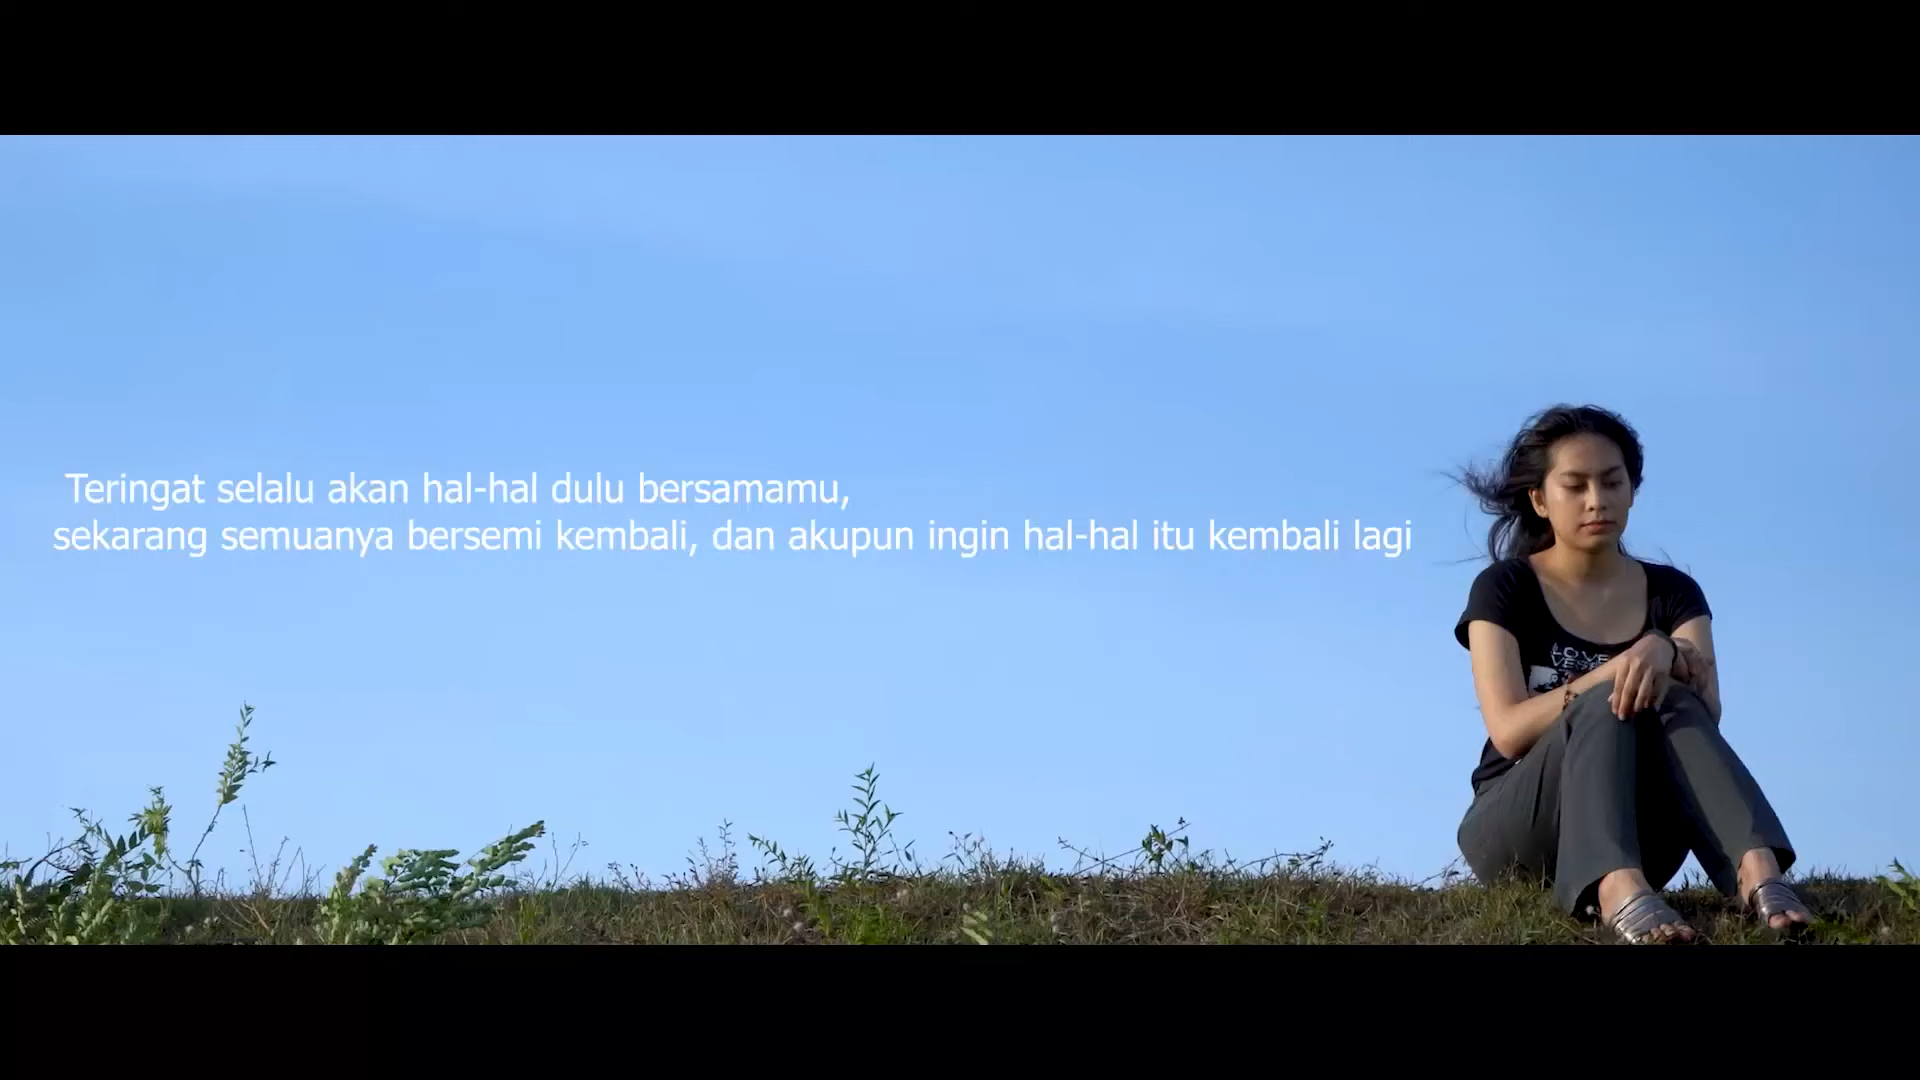 Teringat selalu akan hal-hal dulu bersamamu,
sekarang semuanya bersemi kembali, dan akupun ingin hal-hal itu kembali lagi
LOVE